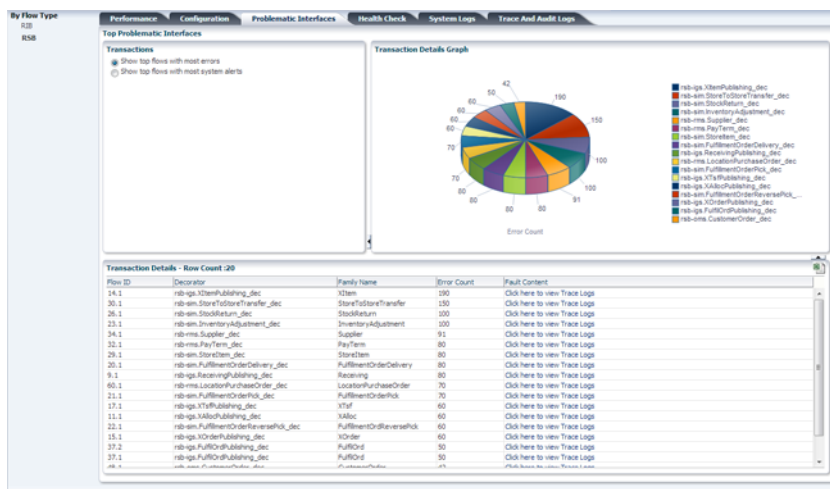 By Flow Type
RIB
RSB
Performance Configuration Problematic Interfaces Health Check System Logs Trace And Audit Logs
Top Problematic Interfaces
Transactions
Show top flows with most errors
Show top flows with most system alerts
Transaction Details Graph
42
50
60
60
60
60
70
70
80
80
80
80
91
100
100
150
190
Error Count
rsb-igs.XItemPublishing_dec
rsb-sim.StoreToStoreTransfer_dec
rsb-sim.StockReturn_dec
rsb-sim.InventoryAdjustment_dec
rsb-rms.Supplier_dec
rsb-rms.PayTerm_dec
rsb-sim.StoreItem_dec
rsb-sim.FulfillmentOrderDelivery_dec
rsb-igs.ReceivingPublishing_dec
rsb-rms.LocationPurchaseOrder_dec
rsb-sim.FulfillmentOrderPick_dec
rsb-igs.XTsfPublishing_dec
rsb-igs.XAllocPublishing_dec
rsb-sim.FulfillmentOrderReversePick_...
rsb-igs.XOrderPublishing_dec
rsb-igs.FulfilOrdPublishing_dec
rsb-oms.CustomerOrder_dec
Transaction Details - Row Count :20
Flow ID Decorator Family Name Error Count Fault Content
14.1 rsb-igs.XItemPublishing_dec XItem 190 Click here to view Trace Logs
30.1 rsb-sim.StoreToStoreTransfer_dec StoreToStoreTransfer 150 Click here to view Trace Logs
26.1 rsb-sim.StockReturn_dec StockReturn 100 Click here to view Trace Logs
23.1 rsb-sim.InventoryAdjustment_dec InventoryAdjustment 100 Click here to view Trace Logs
34.1 rsb-rms.Supplier_dec Supplier 91 Click here to view Trace Logs
32.1 rsb-rms.PayTerm_dec PayTerm 80 Click here to view Trace Logs
29.1 rsb-sim.StoreItem_dec StoreItem 80 Click here to view Trace Logs
20.1 rsb-sim.FulfillmentOrderDelivery_dec FulfillmentOrderDelivery 80 Click here to view Trace Logs
9.1 rsb-igs.ReceivingPublishing_dec Receiving 80 Click here to view Trace Logs
60.1 rsb-rms.LocationPurchaseOrder_dec LocationPurchaseOrder 70 Click here to view Trace Logs
21.1 rsb-sim.FulfillmentOrderPick_dec FulfillmentOrderPick 70 Click here to view Trace Logs
17.1 rsb-igs.XTsfPublishing_dec XTsf 60 Click here to view Trace Logs
11.1 rsb-igs.XAllocPublishing_dec XAlloc 60 Click here to view Trace Logs
22.1 rsb-sim.FulfillmentOrderReversePick_dec FulfillmentOrdReversePick 60 Click here to view Trace Logs
15.1 rsb-igs.XOrderPublishing_dec XOrder 60 Click here to view Trace Logs
37.2 rsb-igs.FulfilOrdPublishing_dec FulfilOrd 50 Click here to view Trace Logs
37.1 rsb-igs.FulfilOrdPublishing_dec FulfilOrd 50 Click here to view Trace Logs
48.1 rsb-oms.CustomerOrder_dec CustomerOrder 42 Click here to view Trace Logs